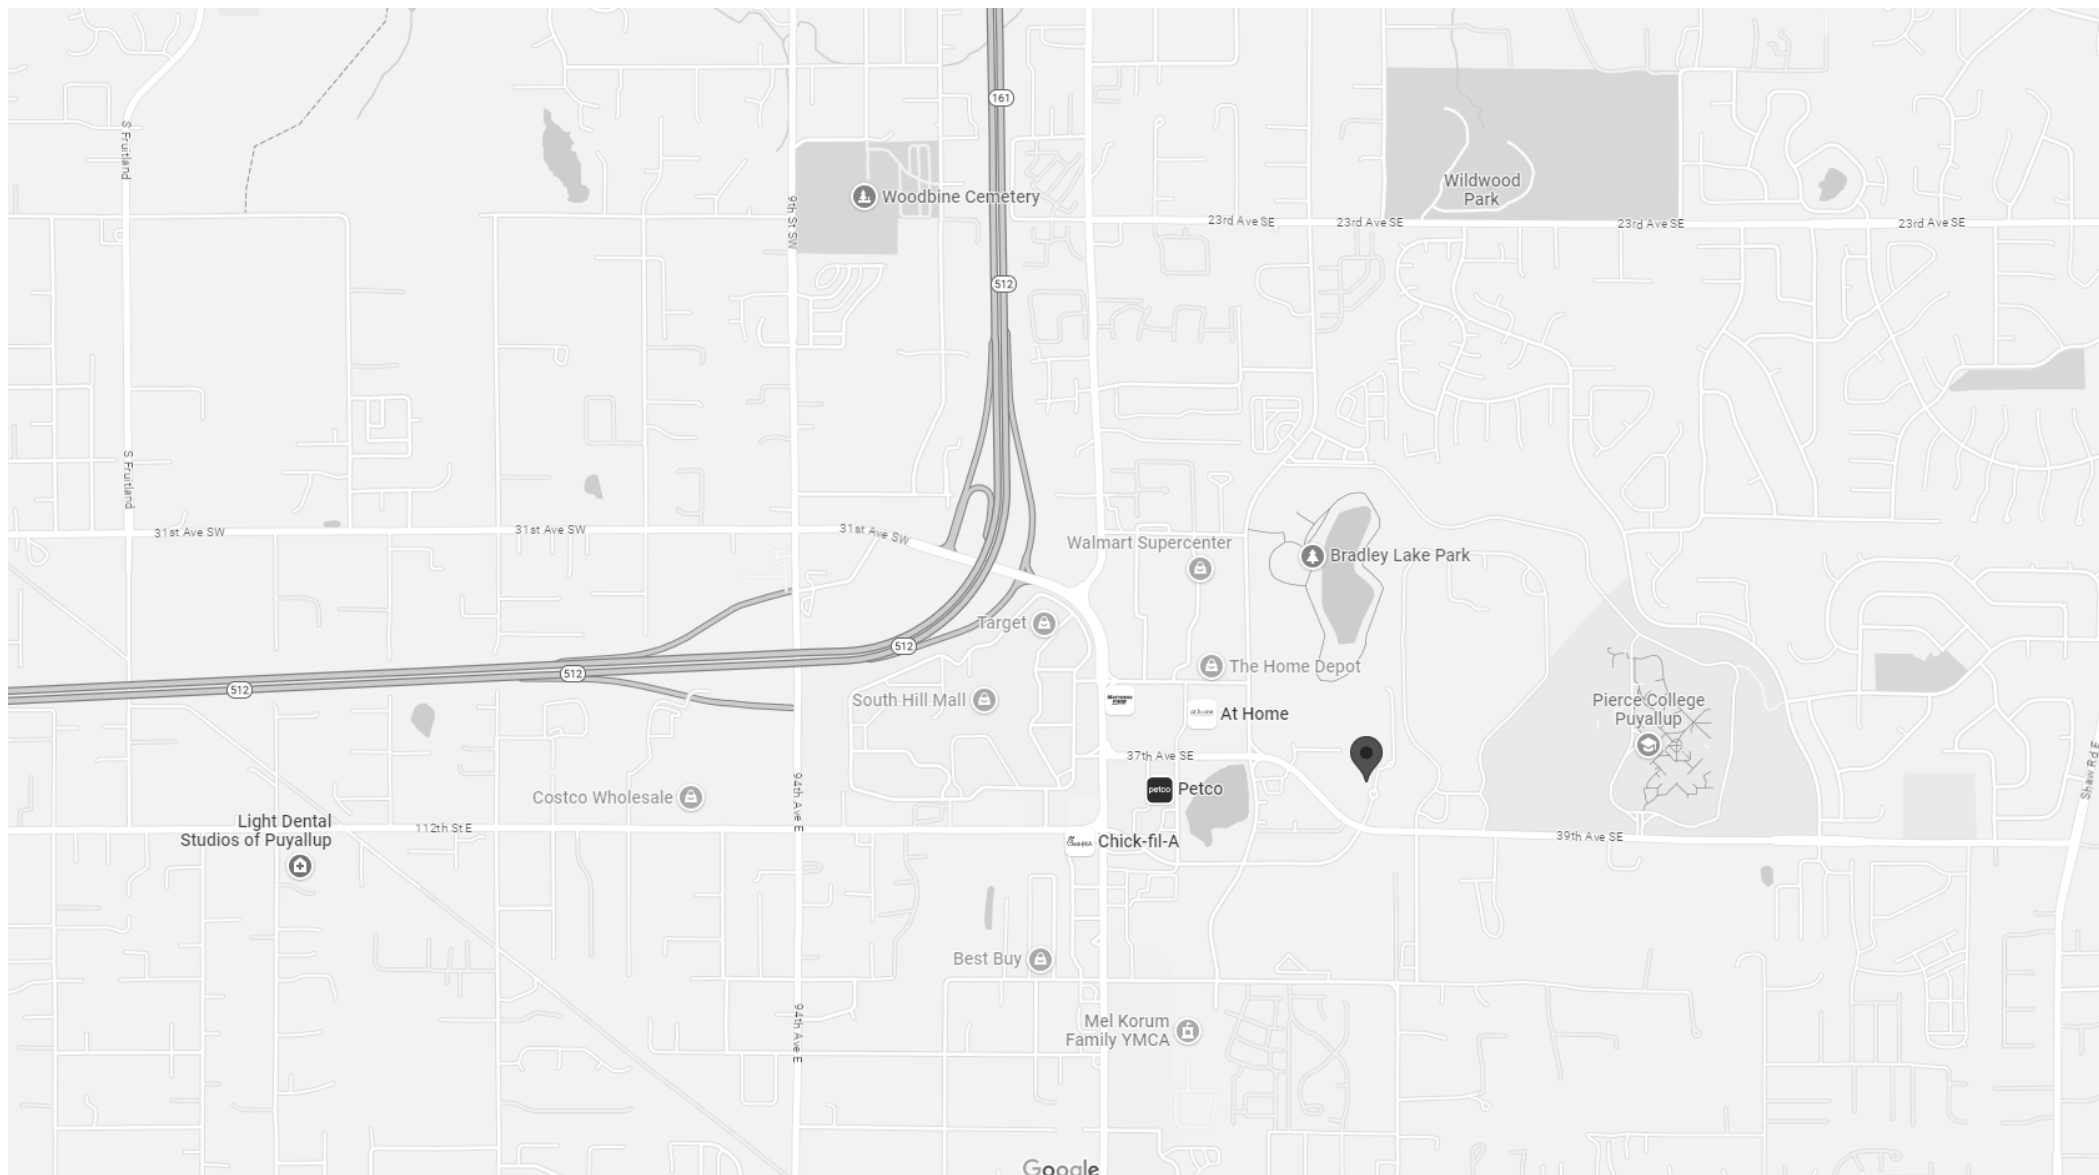 161
S Fruitland
Wildwood
Park
Woodbine Cemetery
9th St SW
23rd Ave SE
23rd Ave SE
23rd Ave SE
23rd Ave SE
512
S Fruitland
31st Ave SW
31st Ave SW
31st Ave SW
Walmart Supercenter
Bradley Lake Park
Target
512
512
512
The Home Depot
South Hill Mall
at home
At Home
Pierce College
Puyallup
37th Ave SE
Shaw Rd E
petco
Petco
Costco Wholesale
94th Ave E
Light Dental
Studios of Puyallup
112th St E
39th Ave SE
Chick-fil-A
Best Buy
94th Ave E
Mel Korum
Family YMCA
Google